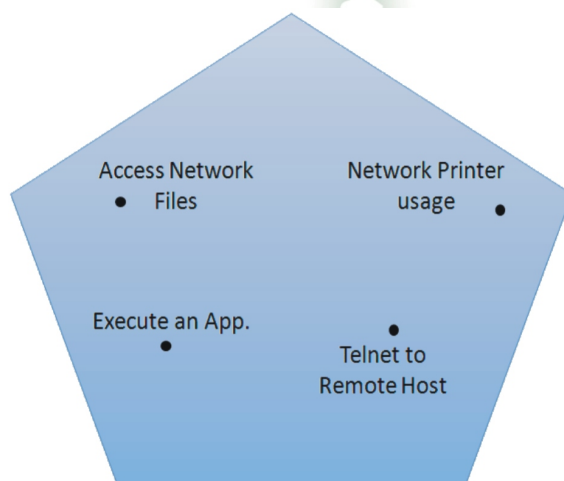 Access Network
Files
Network Printer
usage
Execute an App.
Telnet to
Remote Host